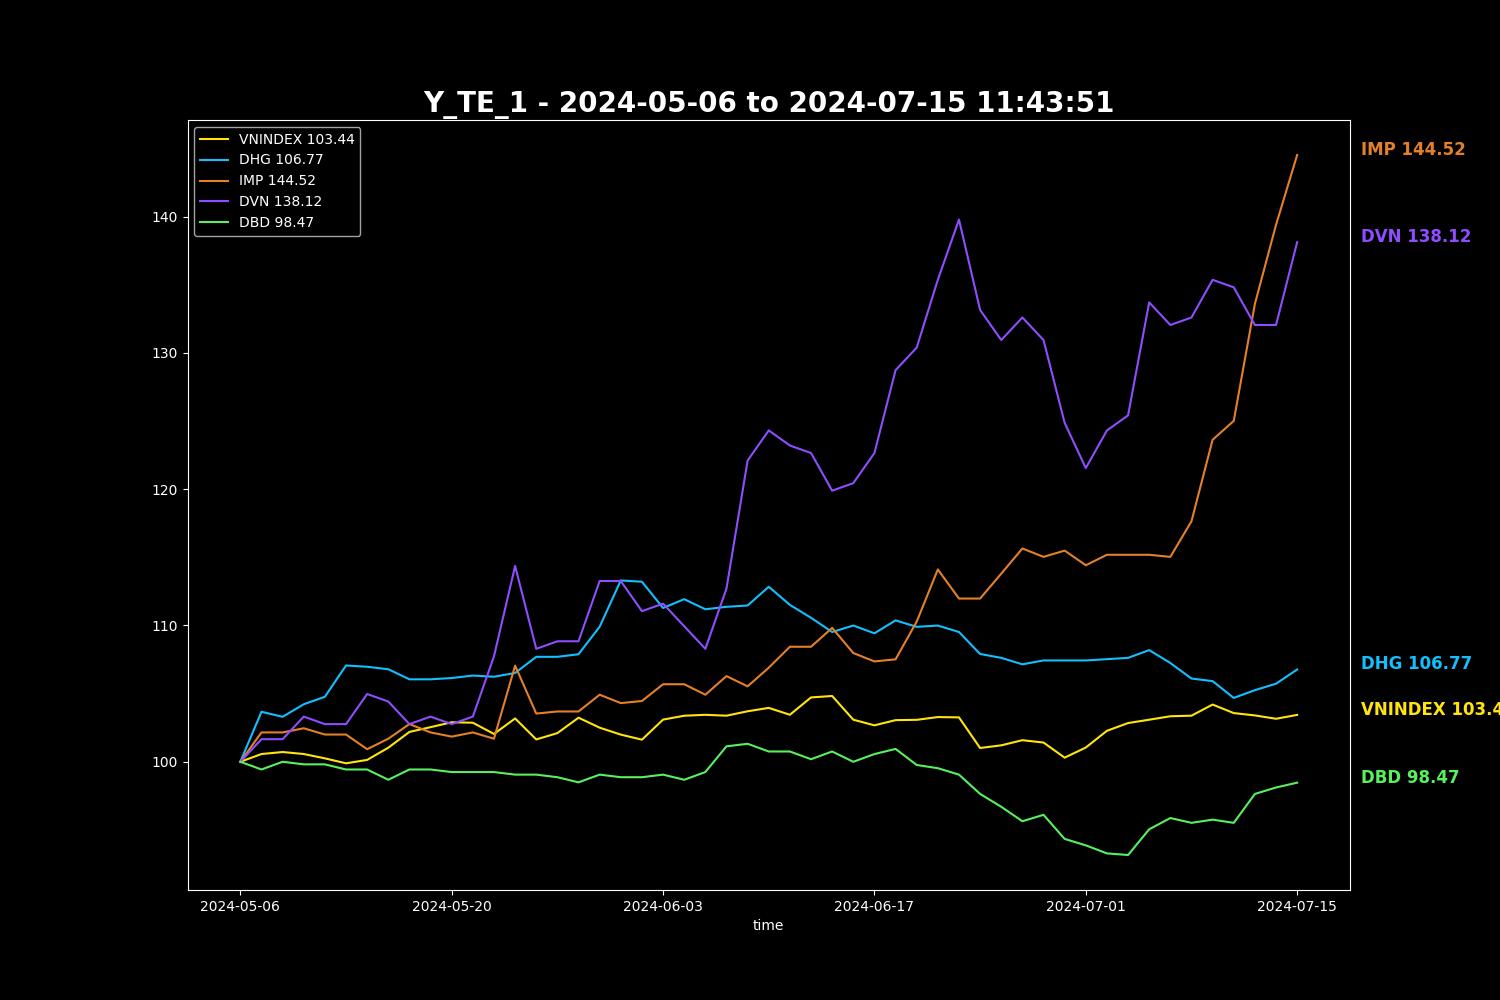 Y_TE_1 - 2024-05-06 to 2024-07-15 11:43:51
VNINDEX 103.44
DHG 106.77
IMP 144.52
DVN 138.12
DBD 98.47
140
130
120
110
100
IMP 144.52
DVN 138.12
DHG 106.77
VNINDEX 103.4
DBD 98.47
2024-05-06
2024-05-20
2024-06-03
2024-06-17
2024-07-01
2024-07-15
time